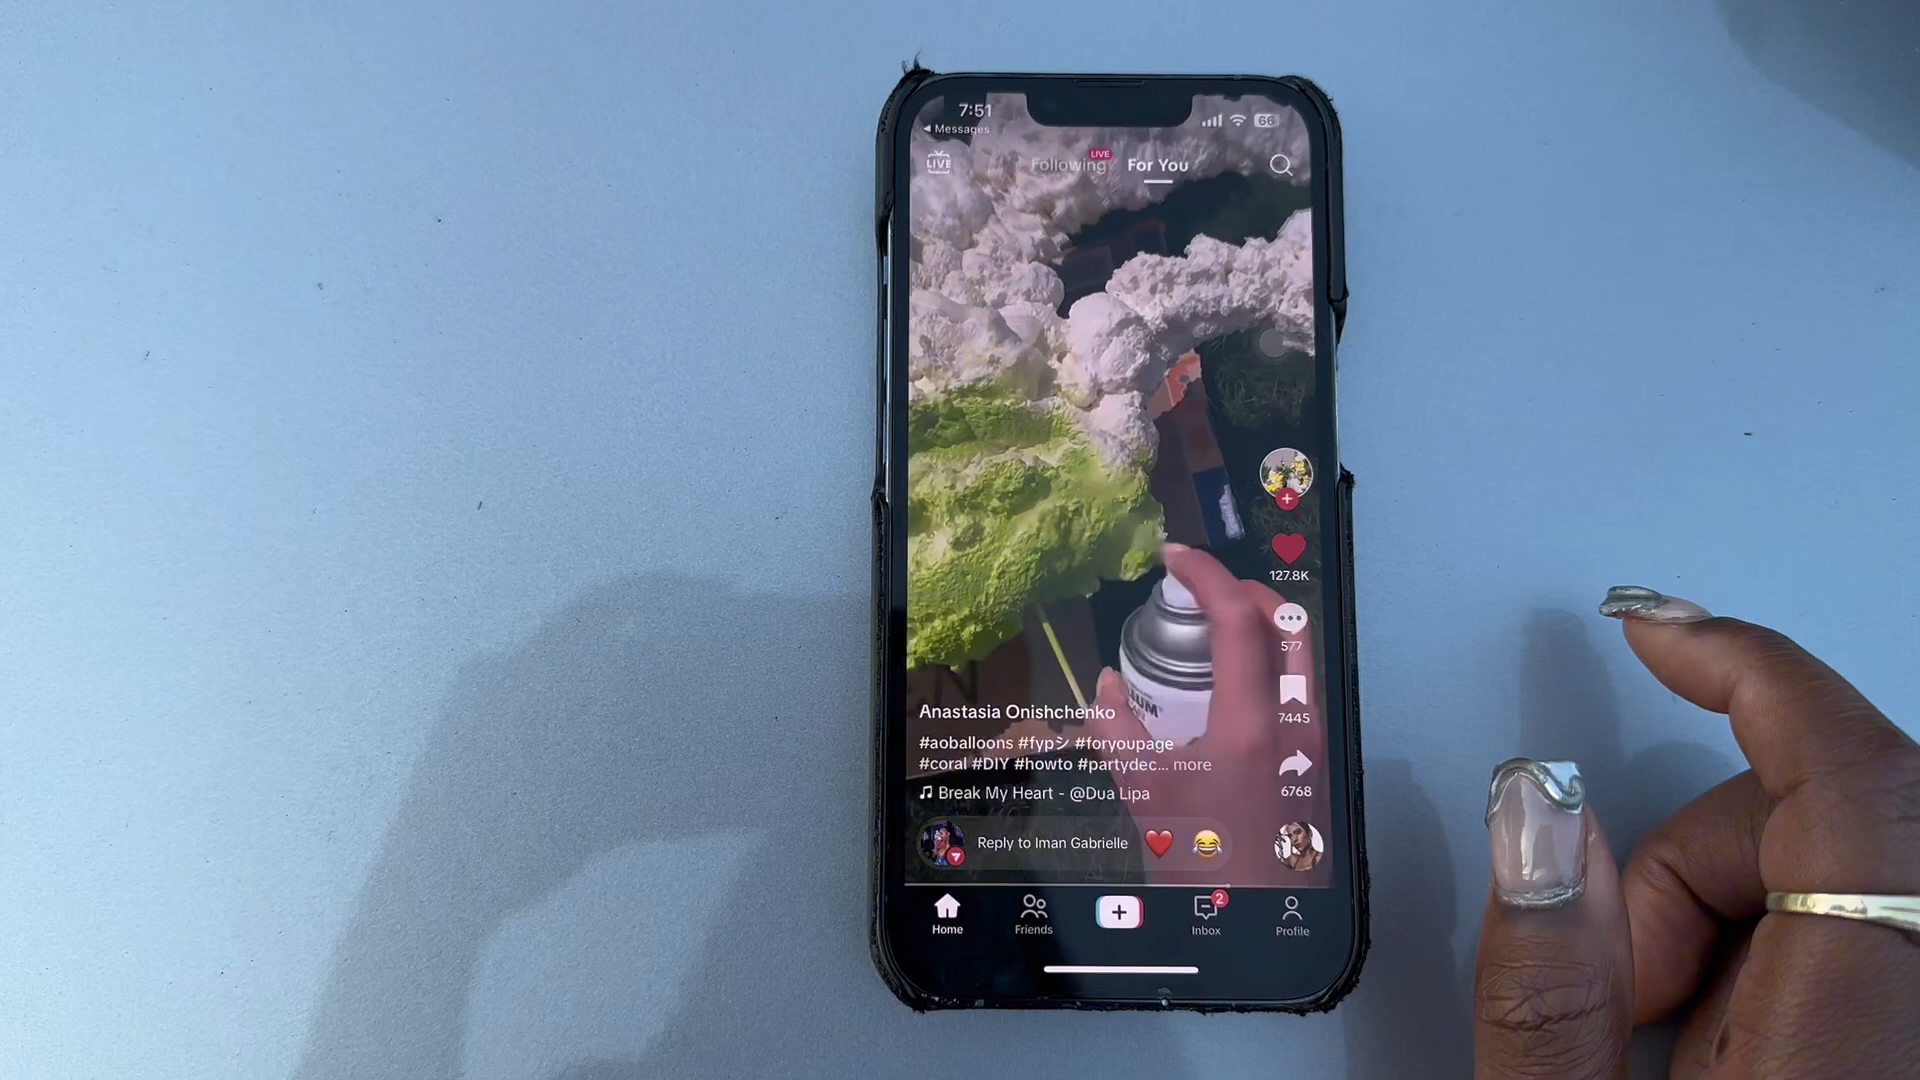 7:51
66
◀ Messages
LIVE
Following
LIVE
For You
127.8K
577
7445
6768
Anastasia Onishchenko
#aoballoons #fypシ #foryoupage
#coral #DIY #howto #partydec... more
Break My Heart - @Dua Lipa
Reply to Iman Gabrielle
2
Home
Friends
Inbox
Profile